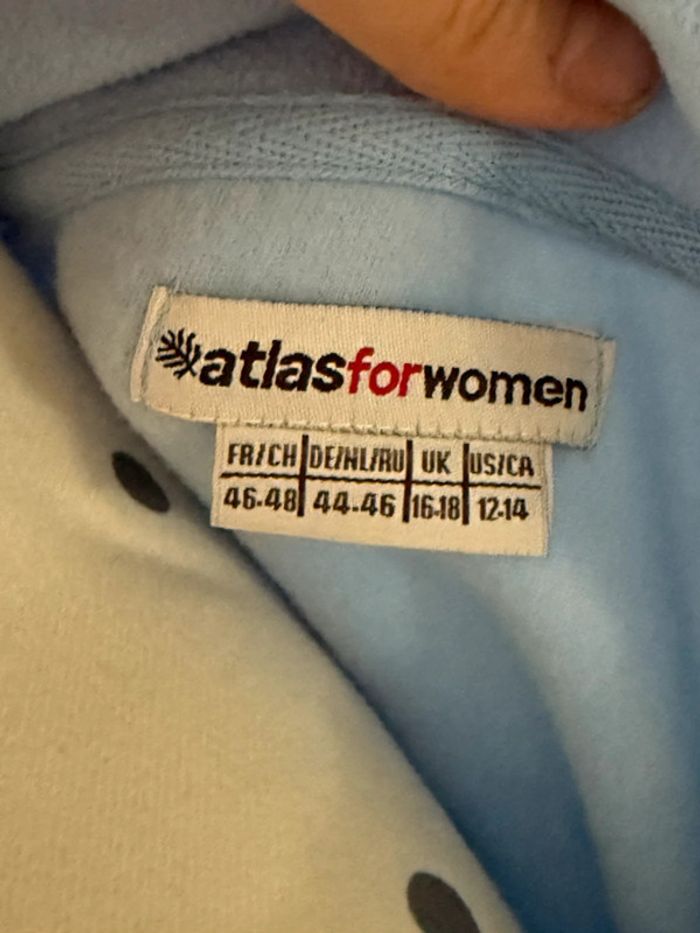 atlasforwomen
FR/CH DE/NL/RU UK US/CA
46-48 44-46 16-18 12-14